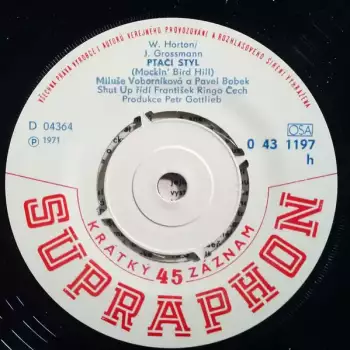 VŠECHNA PRÁVA VÝROBCE I AUTORŮ VEŘEJNÉHO PROVOZOVÁNÍ A ROZHLASOVÉHO ŠÍŘENÍ VYHRAZENA
W. Horton/
J. Grossmann
PTAČÍ STYL
(Mockin' Bird Hill)
Miluše Voborníková a Pavel Bobek
Shut Up řídí František Ringo Čech
Produkce Petr Gottlieb
D 04364
Ⓟ 1971
OSA
0 43 1197
h
KRÁTKÝ 45 ZÁZNAM
SUPRAPHON